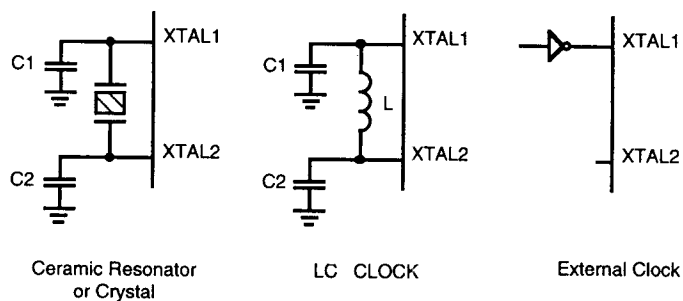 XTAL1
C1
XTAL2
C2
Ceramic Resonator
or Crystal
XTAL1
C1
L
XTAL2
C2
LC CLOCK
XTAL1
XTAL2
External Clock